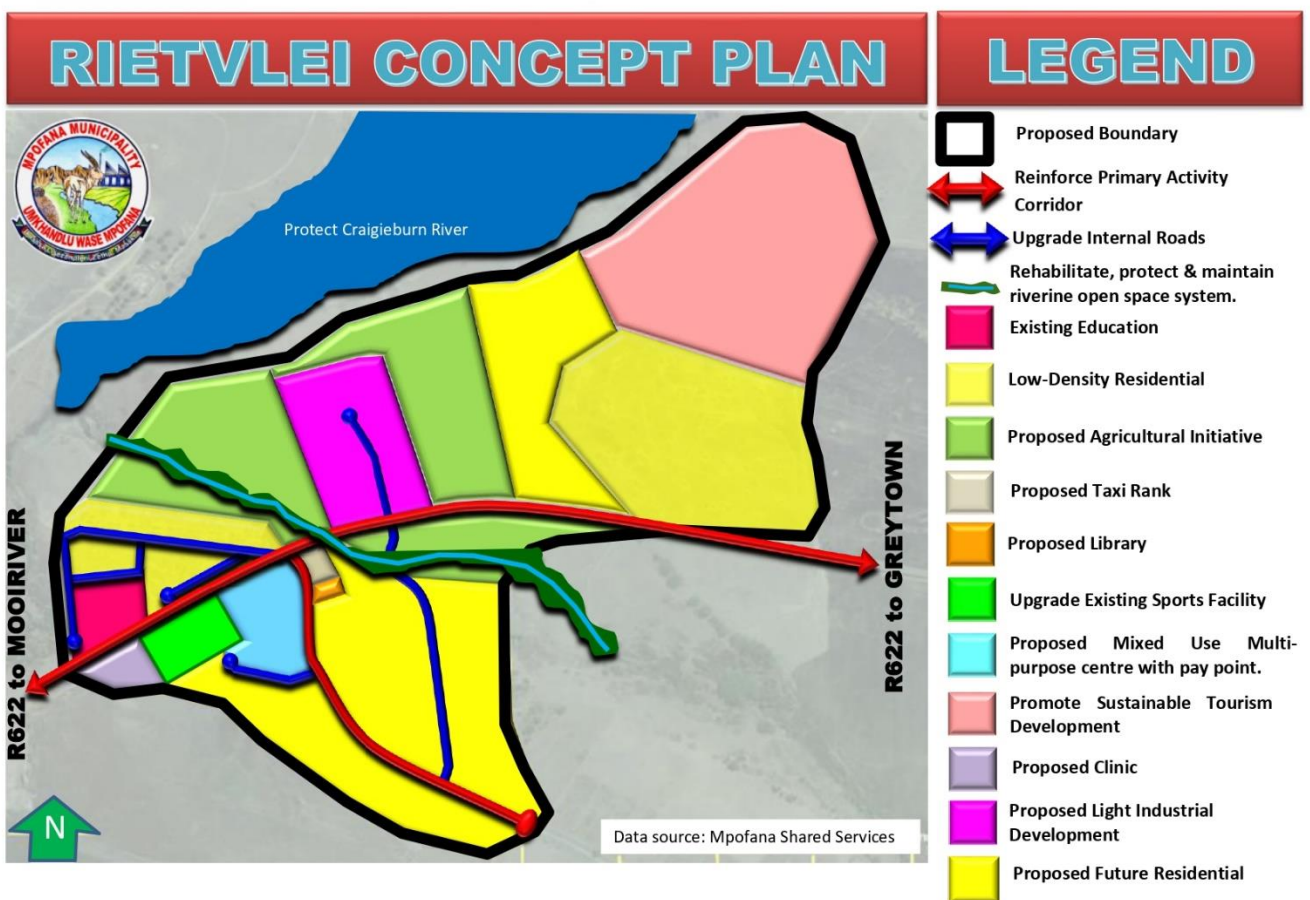 RIETVLEI CONCEPT PLAN
LEGEND
MPOFANA MUNICIPALITY
UMKHANDLU WASE MPOFANA
Protect Craigieburn River
R622 to MOOIRIVER
R622 to GREYTOWN
N
Data source: Mpofana Shared Services
Proposed Boundary
Reinforce Primary Activity
Corridor
Upgrade Internal Roads
Rehabilitate, protect & maintain
riverine open space system.
Existing Education
Low-Density Residential
Proposed Agricultural Initiative
Proposed Taxi Rank
Proposed Library
Upgrade Existing Sports Facility
Proposed Mixed Use Multi-
purpose centre with pay point.
Promote Sustainable Tourism
Development
Proposed Clinic
Proposed Light Industrial
Development
Proposed Future Residential